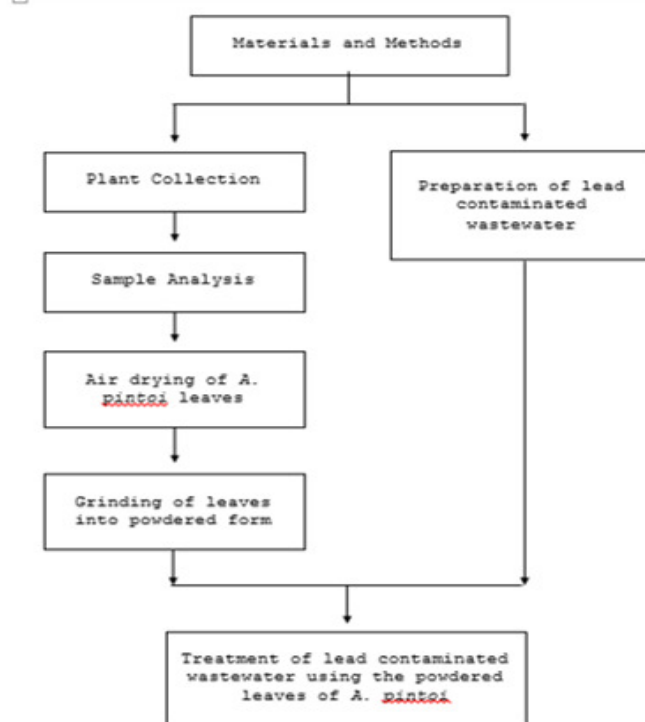 Materials and Methods
Plant Collection
Preparation of lead
contaminated
wastewater
Sample Analysis
Air drying of A.
pintoi leaves
Grinding of leaves
into powdered form
Treatment of lead contaminated
wastewater using the powdered
leaves of A. pintoi